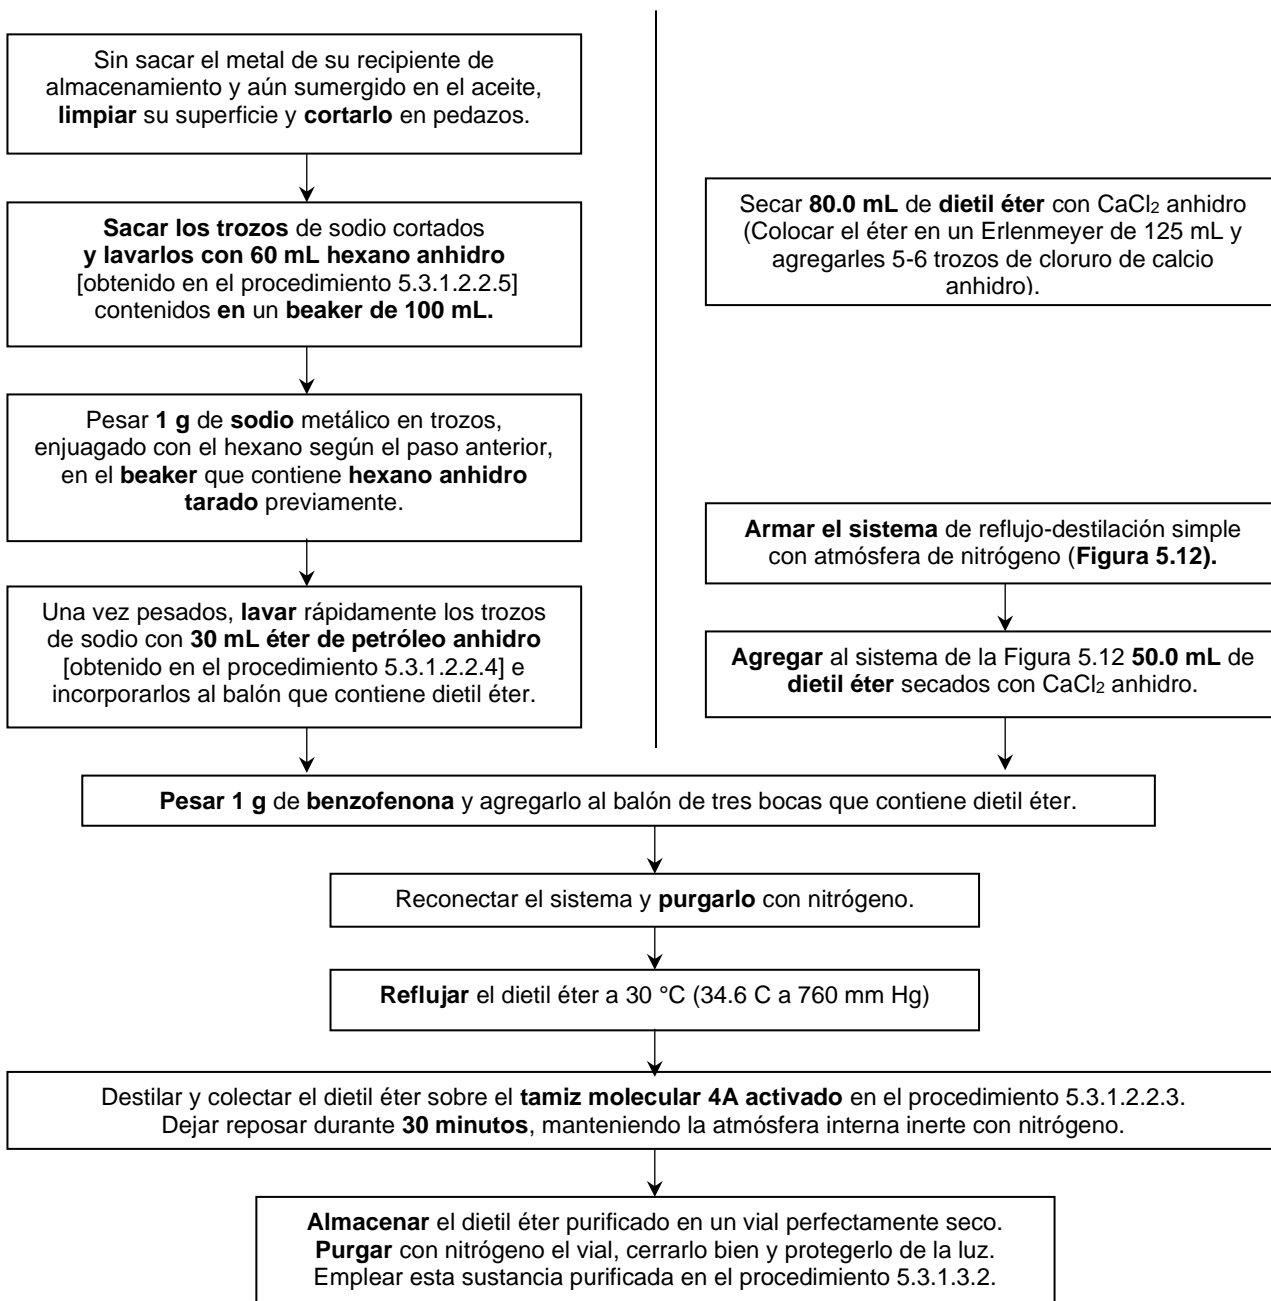 Sin sacar el metal de su recipiente de
almacenamiento y aún sumergido en el aceite,
limpiar su superficie y cortarlo en pedazos.
Sacar los trozos de sodio cortados
y lavarlos con 60 mL hexano anhidro
[obtenido en el procedimiento 5.3.1.2.2.5]
contenidos en un beaker de 100 mL.
Pesar 1 g de sodio metálico en trozos,
enjuagado con el hexano según el paso anterior,
en el beaker que contiene hexano anhidro
tarado previamente.
Una vez pesados, lavar rápidamente los trozos
de sodio con 30 mL éter de petróleo anhidro
[obtenido en el procedimiento 5.3.1.2.2.4] e
incorporarlos al balón que contiene dietil éter.
Secar 80.0 mL de dietil éter con CaCl₂ anhidro
(Colocar el éter en un Erlenmeyer de 125 mL y
agregarles 5-6 trozos de cloruro de calcio
anhidro).
Armar el sistema de reflujo-destilación simple
con atmósfera de nitrógeno (Figura 5.12).
Agregar al sistema de la Figura 5.12 50.0 mL de
dietil éter secados con CaCl₂ anhidro.
Pesar 1 g de benzofenona y agregarlo al balón de tres bocas que contiene dietil éter.
Reconectar el sistema y purgarlo con nitrógeno.
Reflujar el dietil éter a 30 °C (34.6 C a 760 mm Hg)
Destilar y colectar el dietil éter sobre el tamiz molecular 4A activado en el procedimiento 5.3.1.2.2.3.
Dejar reposar durante 30 minutos, manteniendo la atmósfera interna inerte con nitrógeno.
Almacenar el dietil éter purificado en un vial perfectamente seco.
Purgar con nitrógeno el vial, cerrarlo bien y protegerlo de la luz.
Emplear esta sustancia purificada en el procedimiento 5.3.1.3.2.